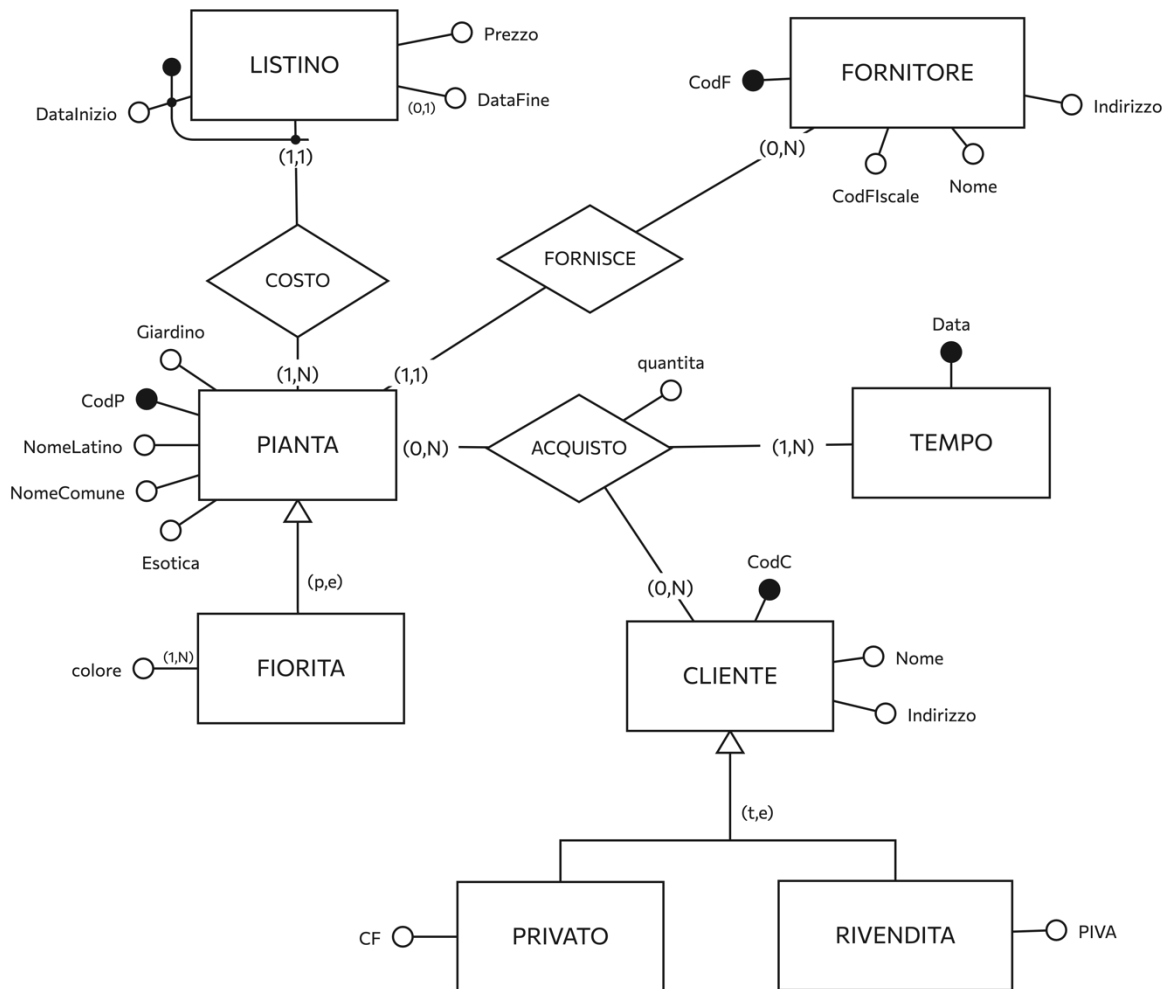 LISTINO
Prezzo
DataInizio
(0,1)
DataFine
(1,1)
CodF
FORNITORE
Indirizzo
(0,N)
CodFIscale
Nome
FORNISCE
COSTO
Giardino
(1,N)
(1,1)
CodP
NomeLatino
NomeComune
Esotica
PIANTA
quantita
(0,N)
ACQUISTO
(1,N)
Data
TEMPO
(p,e)
(0,N)
CodC
colore
(1,N)
FIORITA
CLIENTE
Nome
Indirizzo
(t,e)
CF
PRIVATO
RIVENDITA
PIVA